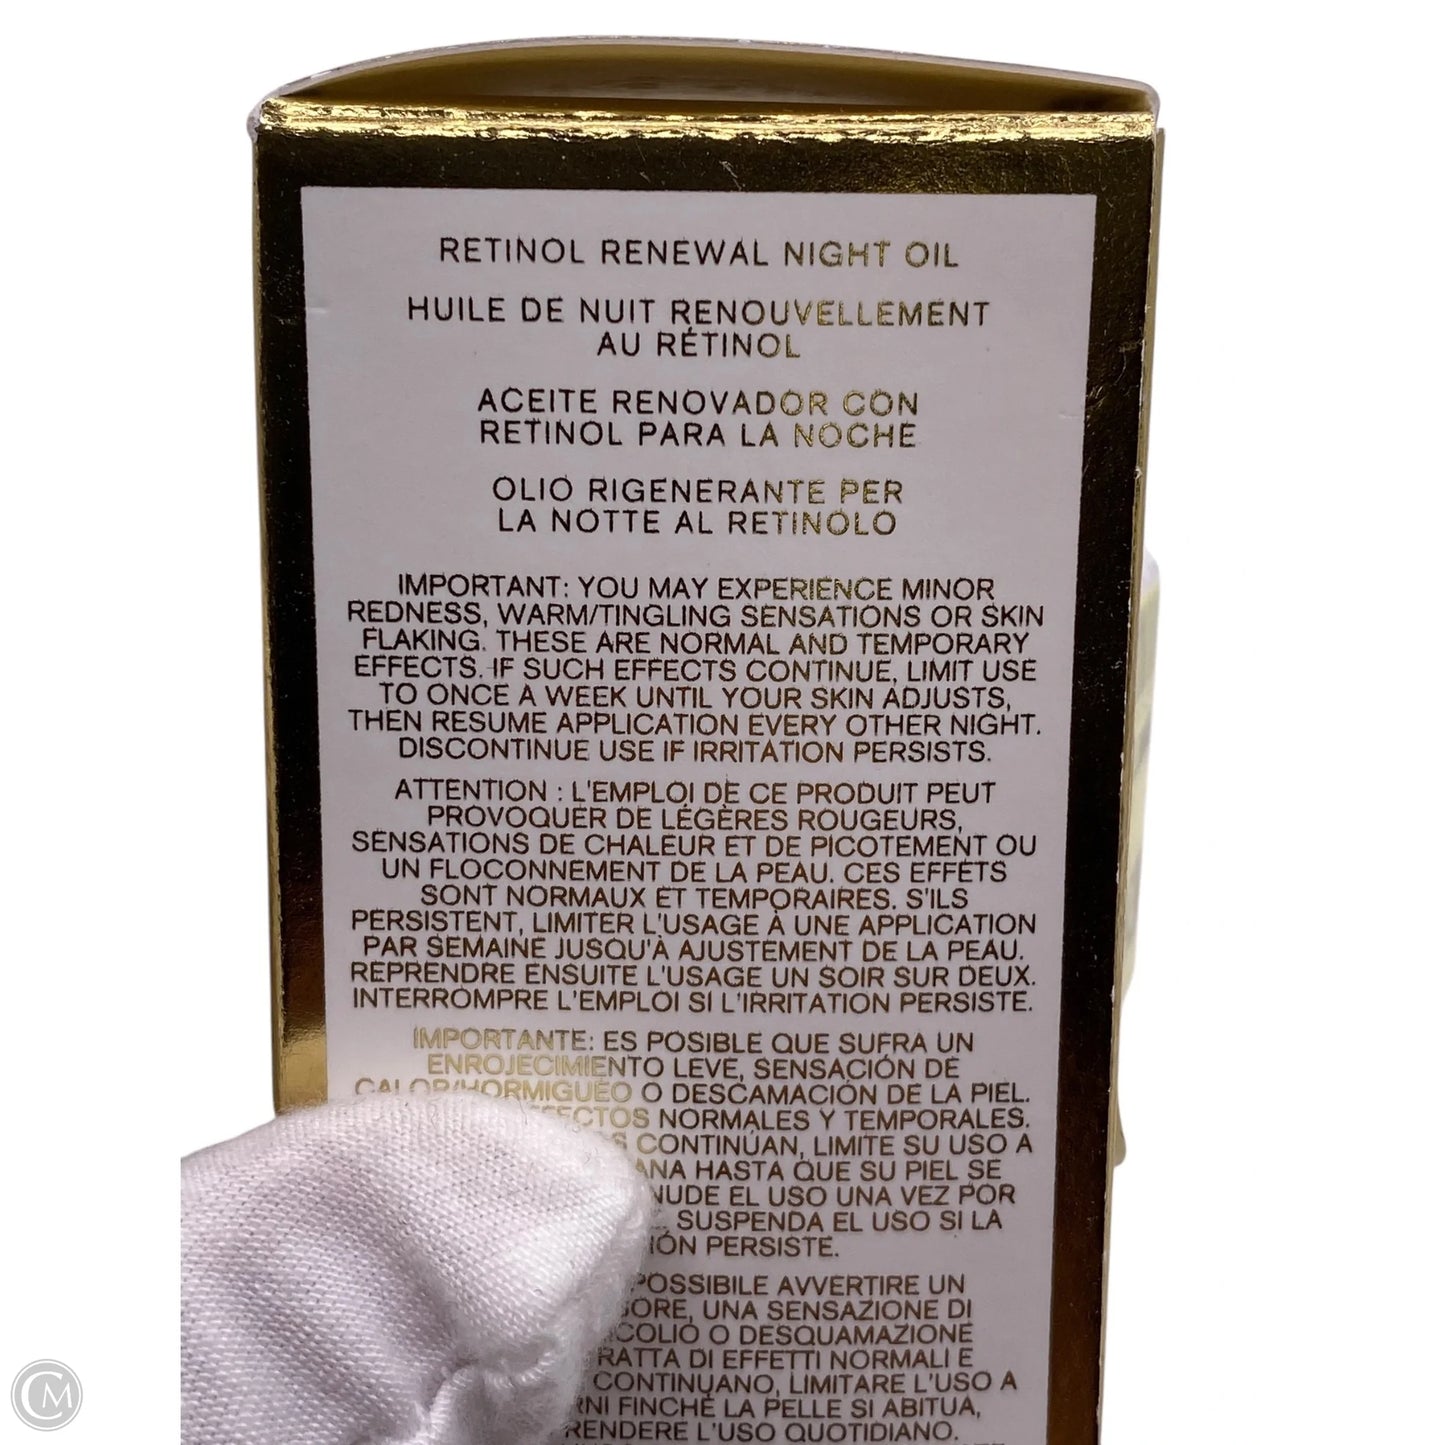 RETINOL RENEWAL NIGHT OIL
HUILE DE NUIT RENOUVELLEMENT
AU RÉTINOL
ACEITE RENOVADOR CON
RETINOL PARA LA NOCHE
OLIO RIGENERANTE PER
LA NOTTE AL RETINOLO
IMPORTANT: YOU MAY EXPERIENCE MINOR
REDNESS, WARM/TINGLING SENSATIONS OR SKIN
FLAKING. THESE ARE NORMAL AND TEMPORARY
EFFECTS. IF SUCH EFFECTS CONTINUE, LIMIT USE
TO ONCE A WEEK UNTIL YOUR SKIN ADJUSTS,
THEN RESUME APPLICATION EVERY OTHER NIGHT.
DISCONTINUE USE IF IRRITATION PERSISTS.
ATTENTION : L'EMPLOI DE CE PRODUIT PEUT
PROVOQUER DE LÉGÈRES ROUGEURS,
SENSATIONS DE CHALEUR ET DE PICOTEMENT OU
UN FLOCONNEMENT DE LA PEAU. CES EFFETS
SONT NORMAUX ET TEMPORAIRES. S'ILS
PERSISTENT, LIMITER L'USAGE À UNE APPLICATION
PAR SEMAINE JUSQU'À AJUSTEMENT DE LA PEAU.
REPRENDRE ENSUITE L'USAGE UN SOIR SUR DEUX.
INTERROMPRE L'EMPLOI SI L'IRRITATION PERSISTE.
IMPORTANTE: ES POSIBLE QUE SUFRA UN
ENROJECIMIENTO LEVE, SENSACIÓN DE
CALOR/HORMIGUEO O DESCAMACIÓN DE LA PIEL.
NORMALES Y TEMPORALES.
CONTINÚAN, LIMITE SU USO A
HASTA QUE SU PIEL SE
EL USO UNA VEZ POR
SUSPENDA EL USO SI LA
PERSISTE.
POSSIBILE AVVERTIRE UN
UNA SENSAZIONE DI
O DESQUAMAZIONE
DI EFFETTI NORMALI E
CONTINUANO, LIMITARE L'USO A
FINCHÉ LA PELLE SI ABITUA,
L'USO QUOTIDIANO.
CM